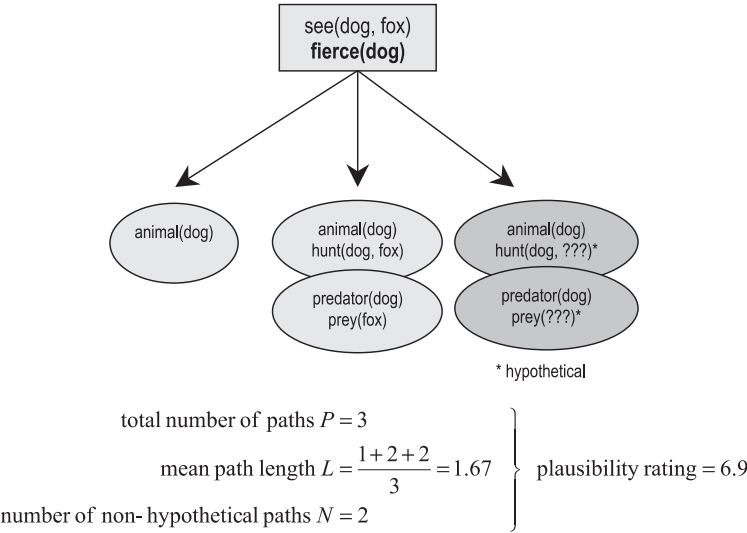 see(dog, fox)
fierce(dog)
animal(dog)
animal(dog)
hunt(dog, fox)
predator(dog)
prey(fox)
animal(dog)
hunt(dog, ???)*
predator(dog)
prey(???)*
* hypothetical
total number of paths P = 3
mean path length L = \frac{1+2+2}{3} = 1.67
number of non-hypothetical paths N = 2
plausibility rating = 6.9